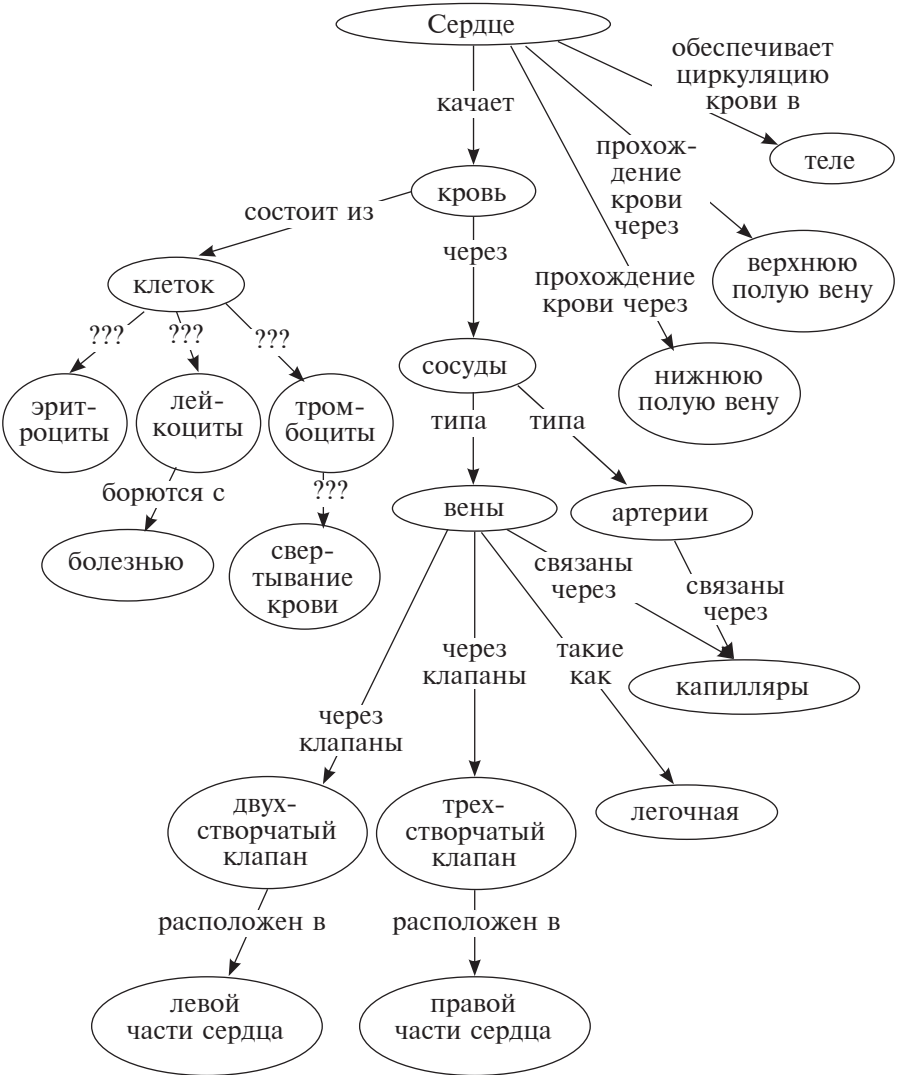 Сердце
обеспечивает
циркуляцию
крови в
качает
теле
прохож-
дение
крови
через
кровь
состоит из
через
верхнюю
полую вену
прохождение
крови через
клеток
???
???
???
сосуды
нижнюю
полую вену
эрит-
роциты
лей-
коциты
тром-
боциты
типа
типа
борются с
???
вены
артерии
болезнью
свер-
тывание
крови
связаны
через
связаны
через
через
клапаны
такие
как
капилляры
через
клапаны
двух-
створчатый
клапан
трех-
створчатый
клапан
легочная
расположен в
расположен в
левой
части сердца
правой
части сердца